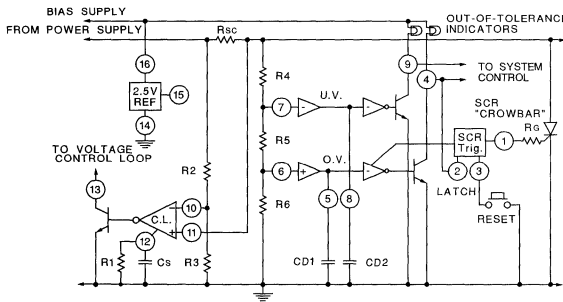 BIAS SUPPLY
FROM POWER SUPPLY
RSC
OUT-OF-TOLERANCE
INDICATORS
16
2.5V
REF
15
14
R4
7
-
U.V.
-
9
4
TO SYSTEM
CONTROL
SCR
"CROWBAR"
RG
R5
SCR
Trig.
1
TO VOLTAGE
CONTROL LOOP
R2
6
+
O.V.
-
2
3
LATCH
13
10
-
C.L.
+
11
R6
5
8
RESET
12
R1
CS
R3
CD1
CD2